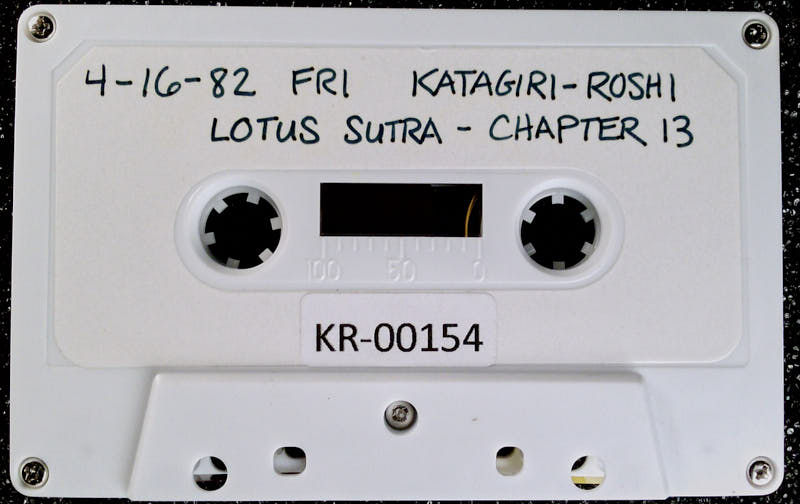 4-16-82 FRI KATAGIRI-ROSHI
LOTUS SUTRA - CHAPTER 13
100 50 0
KR-00154